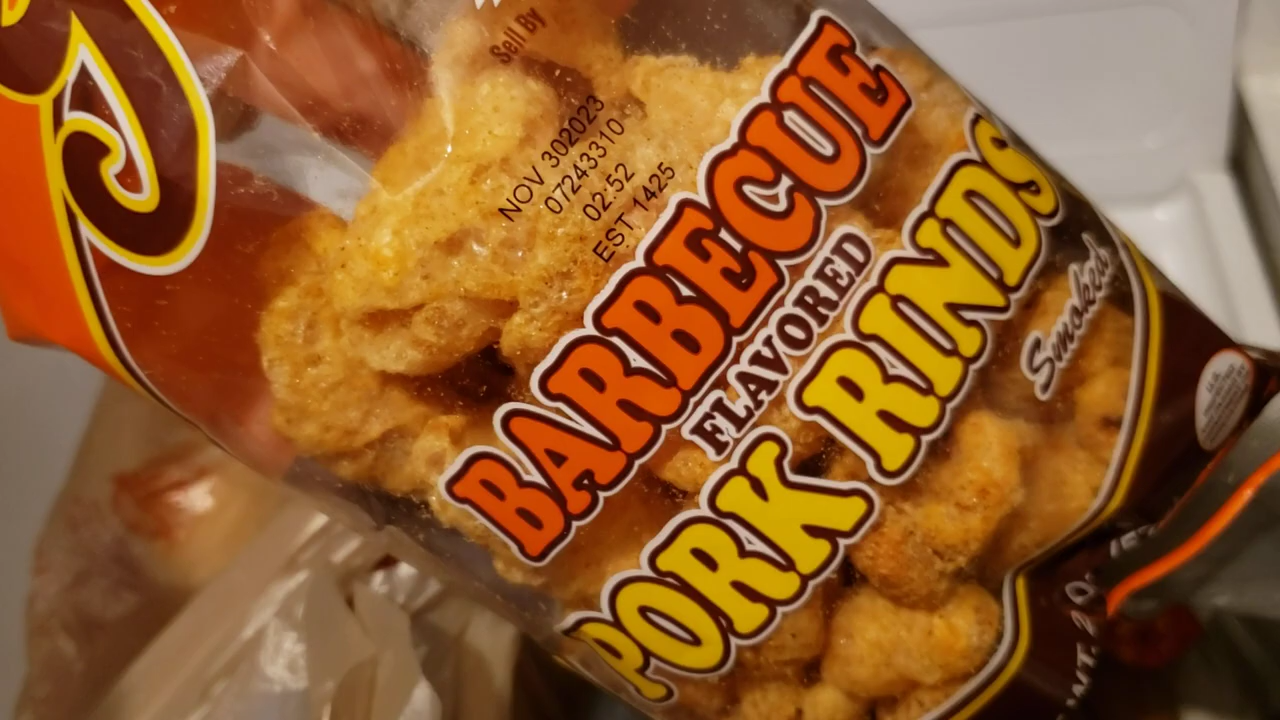 Sell By
NOV 302023
07243310
02:52
EST 1425
BARBECUE
FLAVORED
PORK RINDS
Smoked